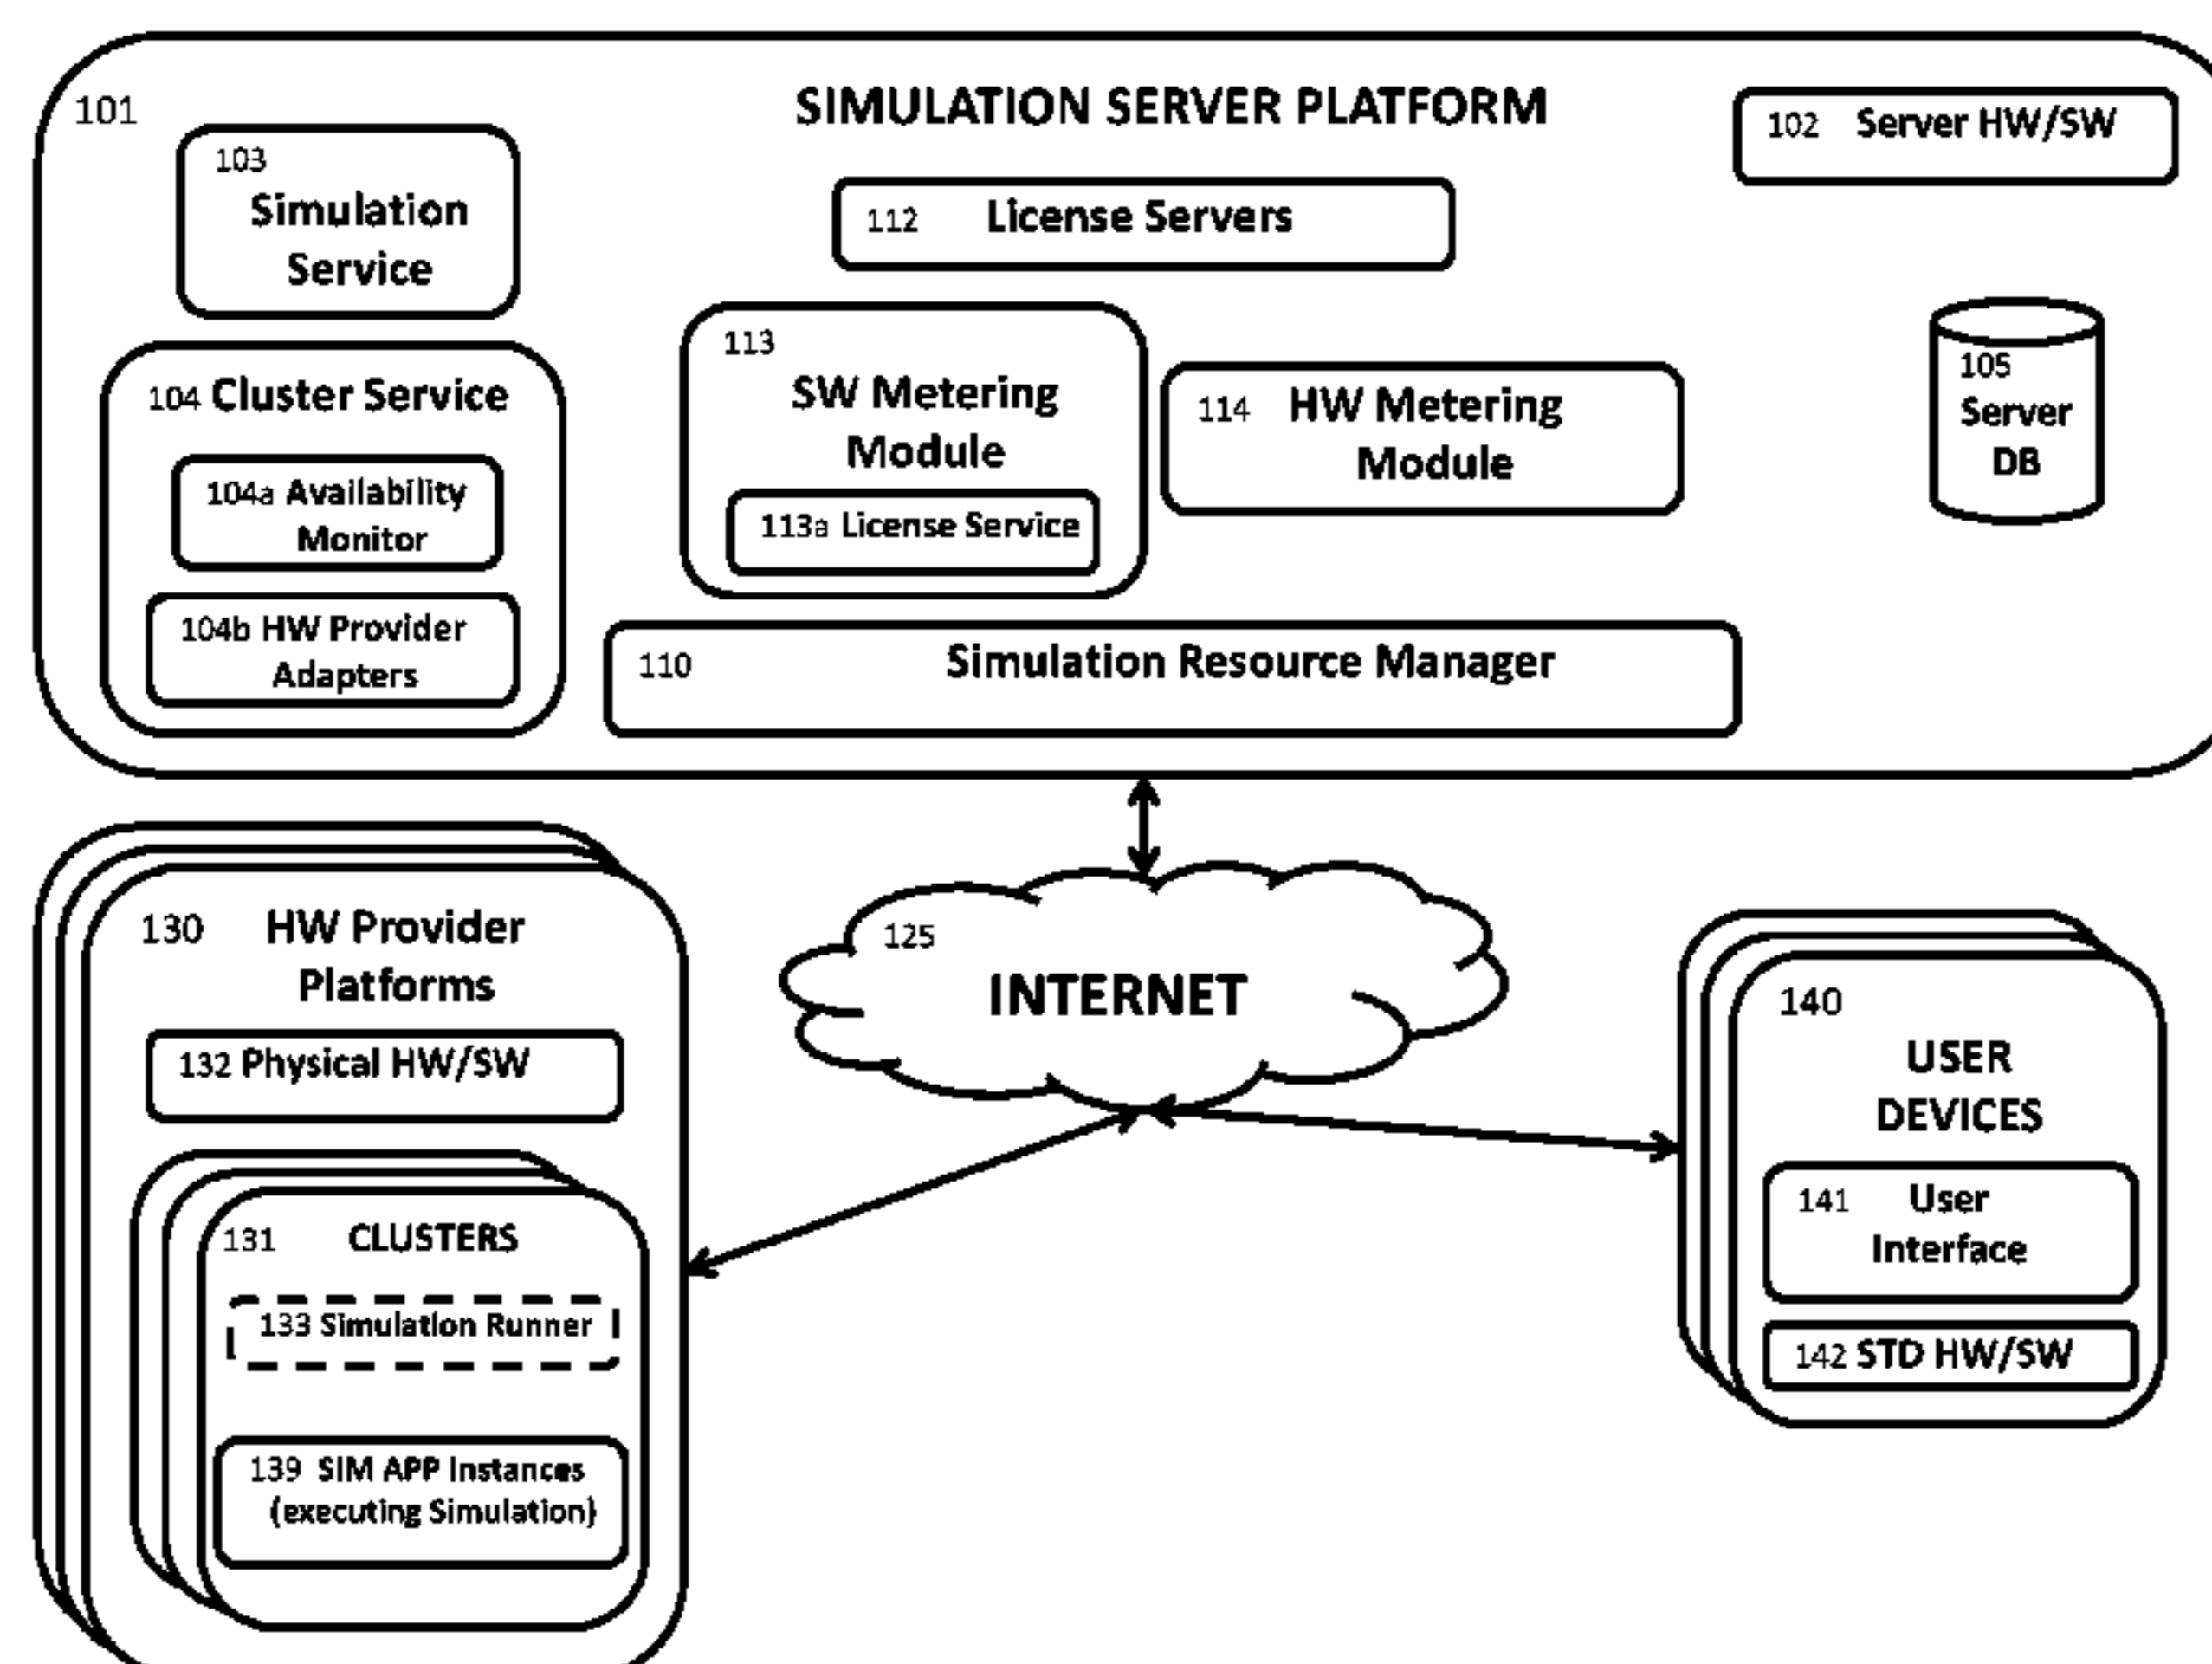 101
SIMULATION SERVER PLATFORM
102 Server HW/SW
103
Simulation
Service
112 License Servers
104 Cluster Service
104a Availability
Monitor
104b HW Provider
Adapters
113
SW Metering
Module
113a License Service
114 HW Metering
Module
105
Server
DB
110 Simulation Resource Manager
130 HW Provider
Platforms
132 Physical HW/SW
131 CLUSTERS
133 Simulation Runner
139 SIM APP Instances
(executing Simulation)
125
INTERNET
140
USER
DEVICES
141 User
Interface
142 STD HW/SW